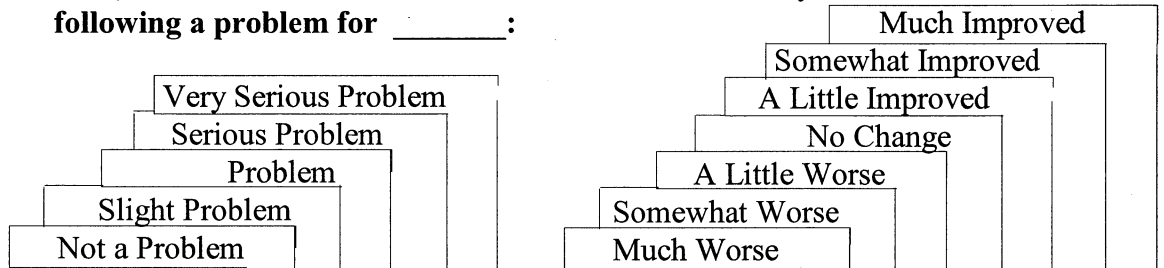 following a problem for ________:
Very Serious Problem
Serious Problem
Problem
Slight Problem
Not a Problem
Much Improved
Somewhat Improved
A Little Improved
No Change
A Little Worse
Somewhat Worse
Much Worse